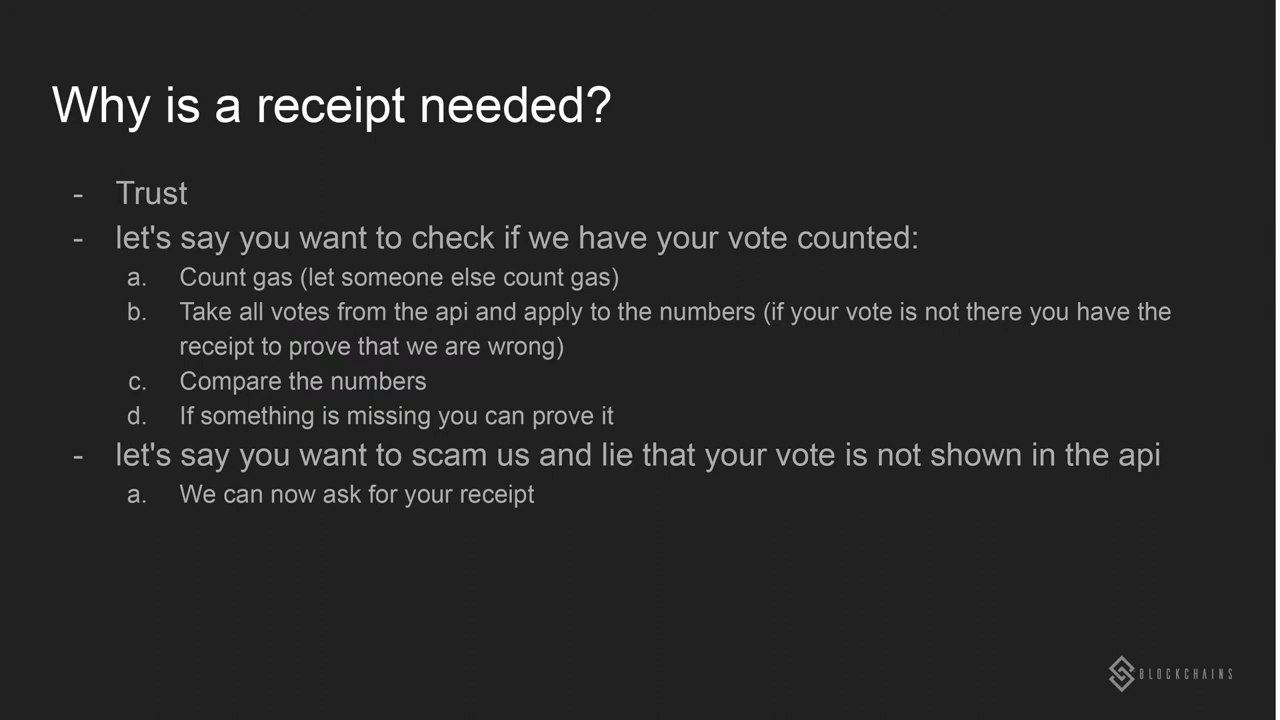 Why is a receipt needed?
- Trust
- let's say you want to check if we have your vote counted:
a. Count gas (let someone else count gas)
b. Take all votes from the api and apply to the numbers (if your vote is not there you have the
receipt to prove that we are wrong)
c. Compare the numbers
d. If something is missing you can prove it
- let's say you want to scam us and lie that your vote is not shown in the api
a. We can now ask for your receipt
BLOCKCHAINS